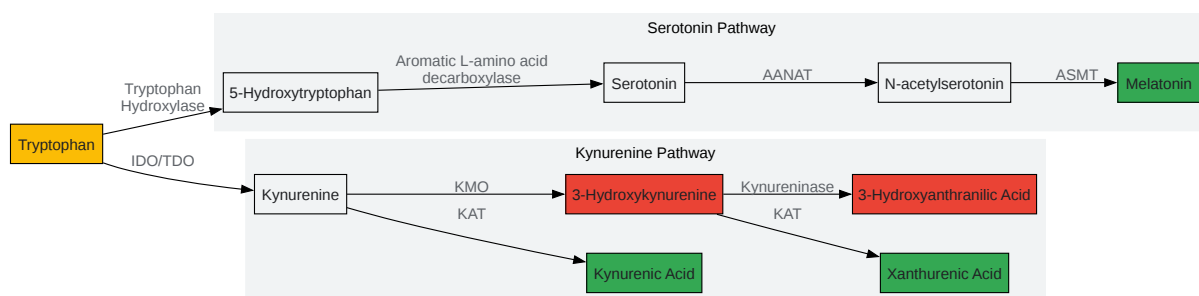 Serotonin Pathway
Tryptophan
Hydroxylase
5-Hydroxytryptophan
Aromatic L-amino acid
decarboxylase
Serotonin
AANAT
N-acetylserotonin
ASMT
Melatonin
Tryptophan
IDO/TDO
Kynurenine Pathway
Kynurenine
KMO
3-Hydroxykynurenine
Kynureninase
3-Hydroxyanthranilic Acid
KAT
KAT
Kynurenic Acid
Xanthurenic Acid